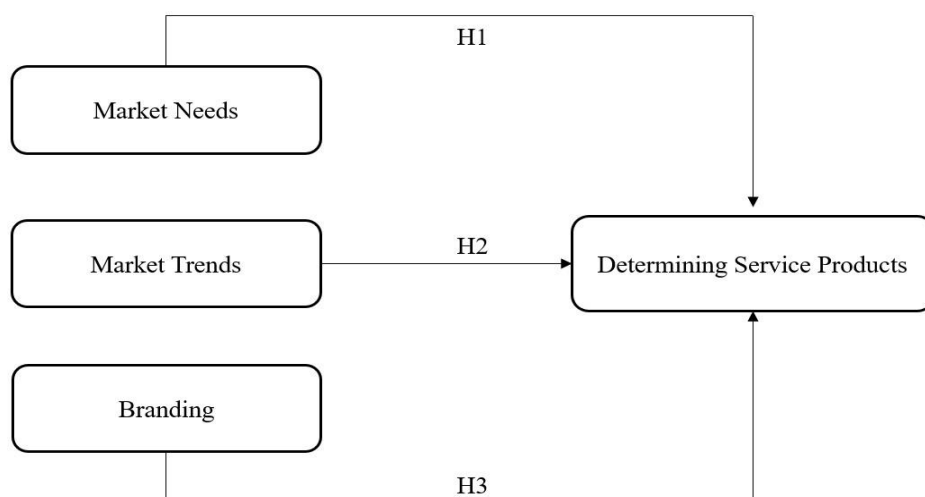 H1
Market Needs
Market Trends
H2
Determining Service Products
Branding
H3